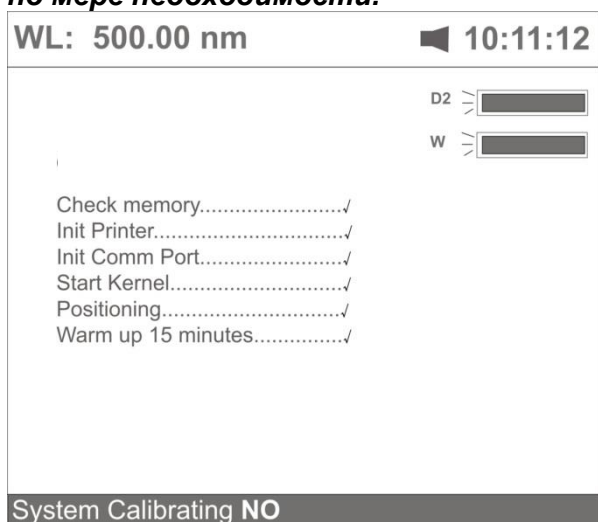 по мере необходимости.
WL: 500.00 nm 10:11:12
D2
W
Check memory........................√
Init Printer................................√
Init Comm Port........................√
Start Kernel.............................√
Positioning..............................√
Warm up 15 minutes...............√
System Calibrating NO